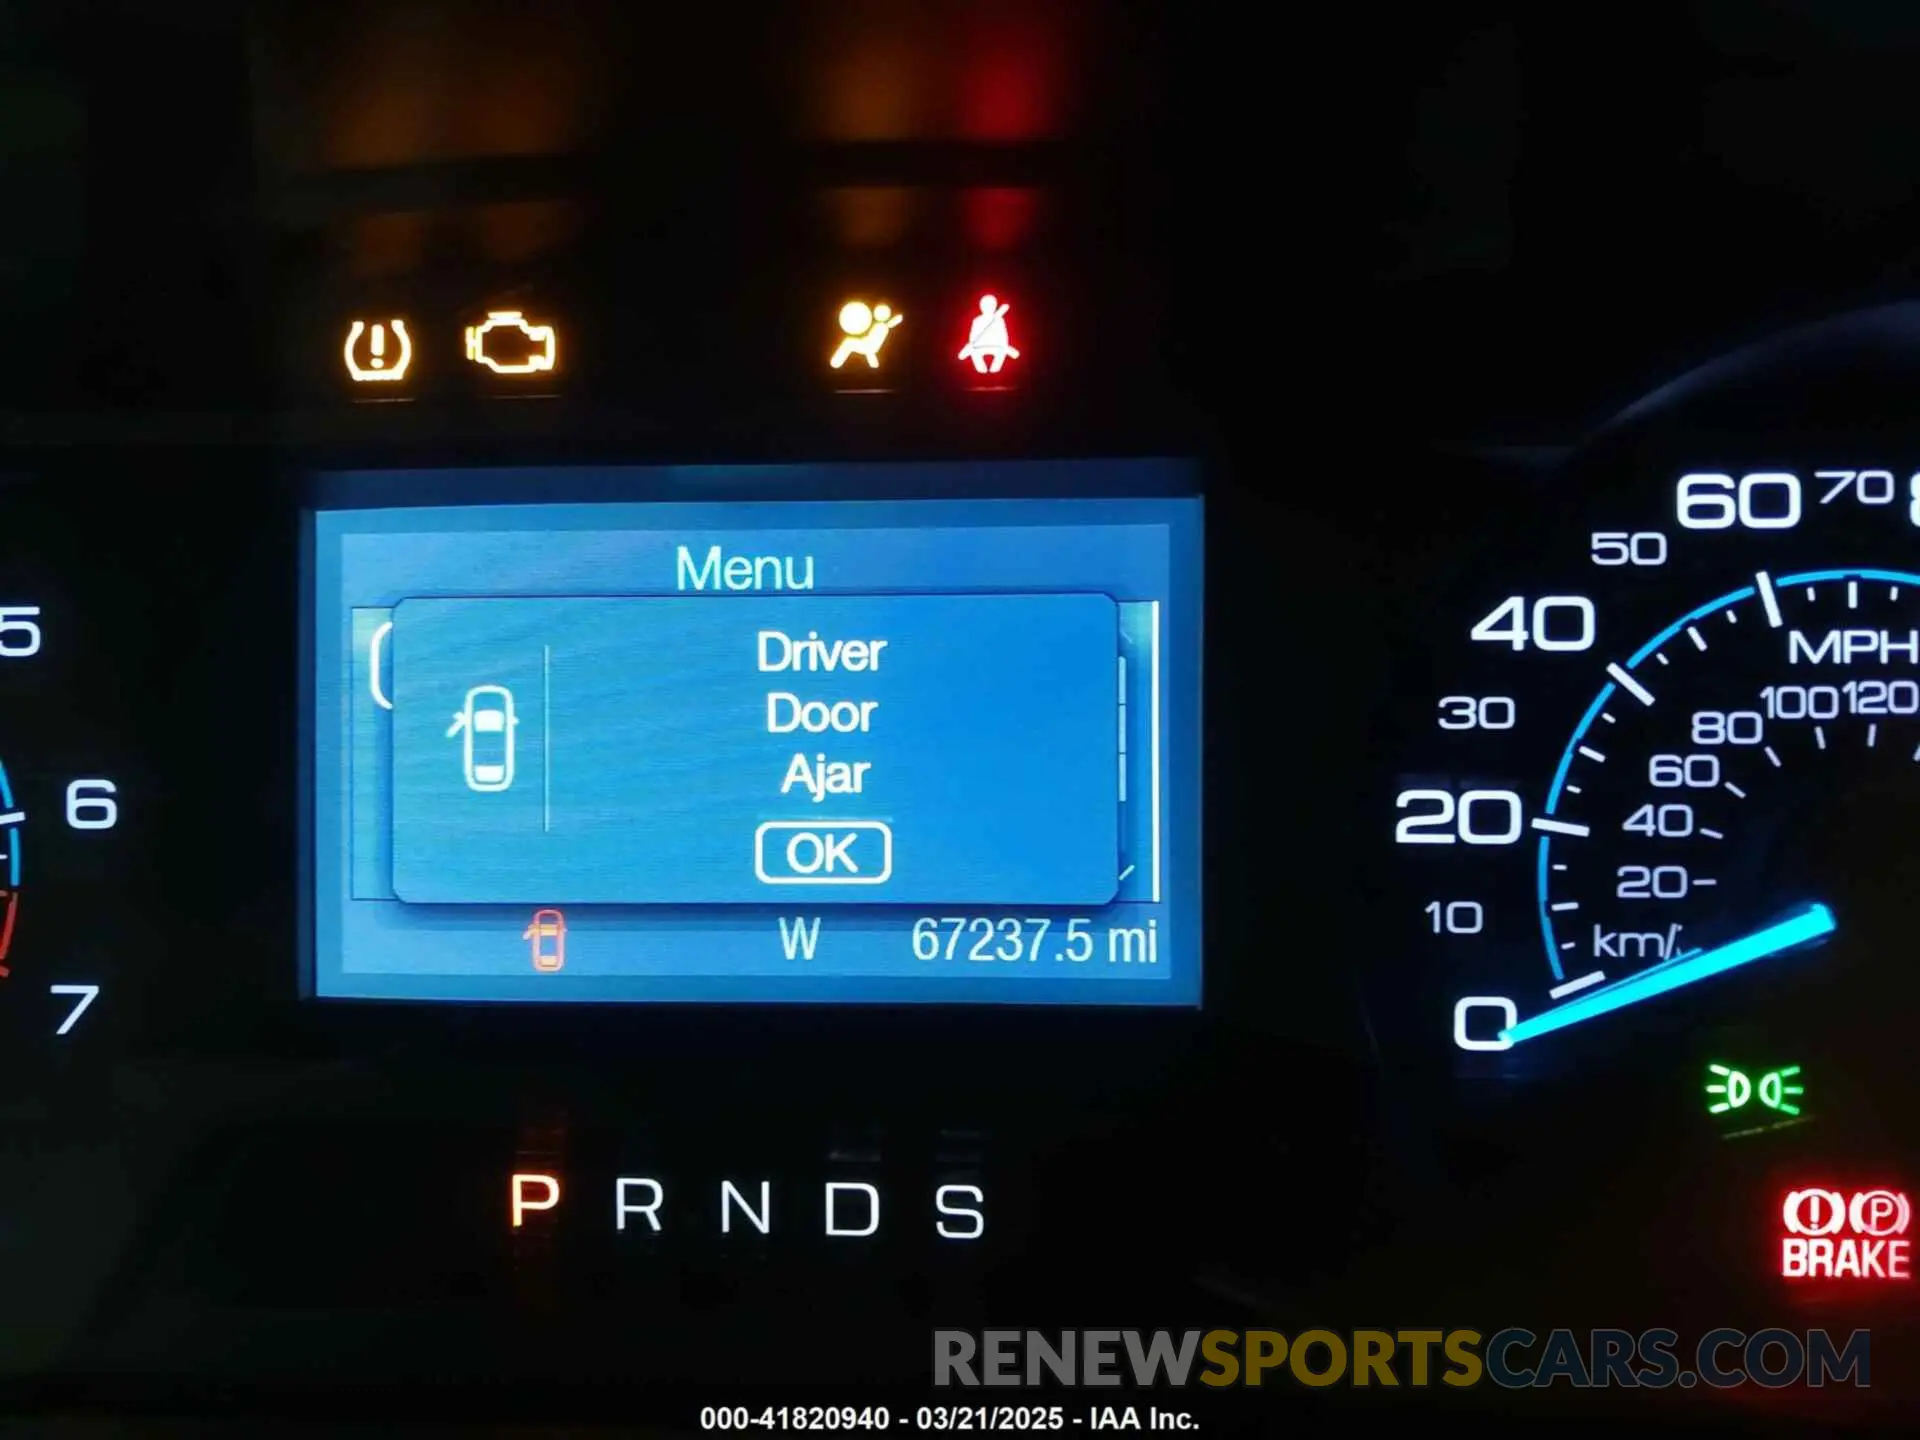 5
6
7
Menu
Driver
Door
Ajar
OK
W 67237.5 mi
P R N D S
0
10
20
30
40
50
60
70
MPH
20
40
60
80
100
120
km/
P
BRAKE
RENEWSPORTSCARS.COM
000-41820940 - 03/21/2025 - IAA Inc.